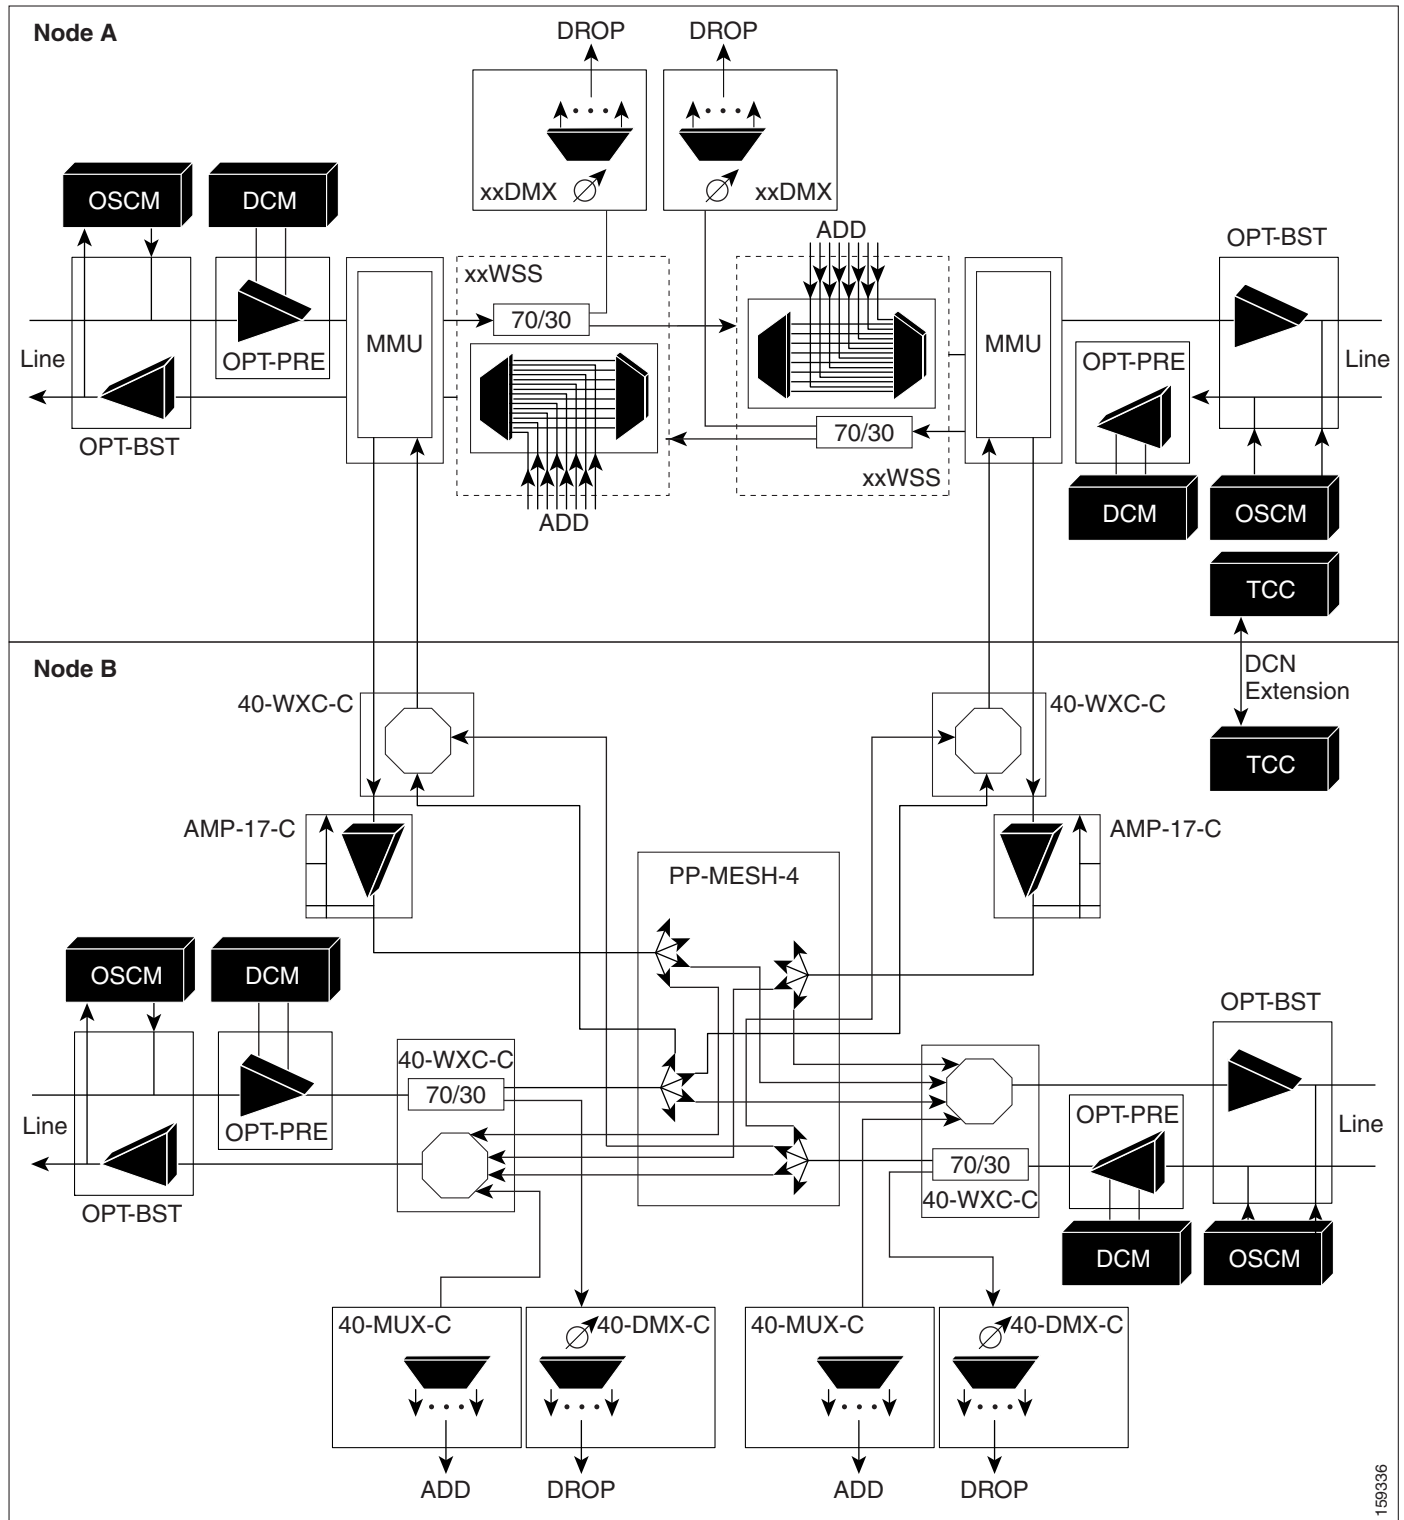 Node A
DROP
DROP
xxDMX
xxDMX
OSCM
DCM
ADD
OPT-BST
xxWSS
70/30
MMU
MMU
OPT-PRE
OPT-PRE
Line
Line
OPT-BST
70/30
xxWSS
ADD
DCM
OSCM
TCC
Node B
DCN
Extension
40-WXC-C
40-WXC-C
TCC
AMP-17-C
AMP-17-C
PP-MESH-4
OSCM
DCM
OPT-BST
40-WXC-C
70/30
OPT-PRE
OPT-PRE
Line
Line
70/30
40-WXC-C
OPT-BST
DCM
OSCM
40-MUX-C
40-DMX-C
40-MUX-C
40-DMX-C
ADD
DROP
ADD
DROP
159336